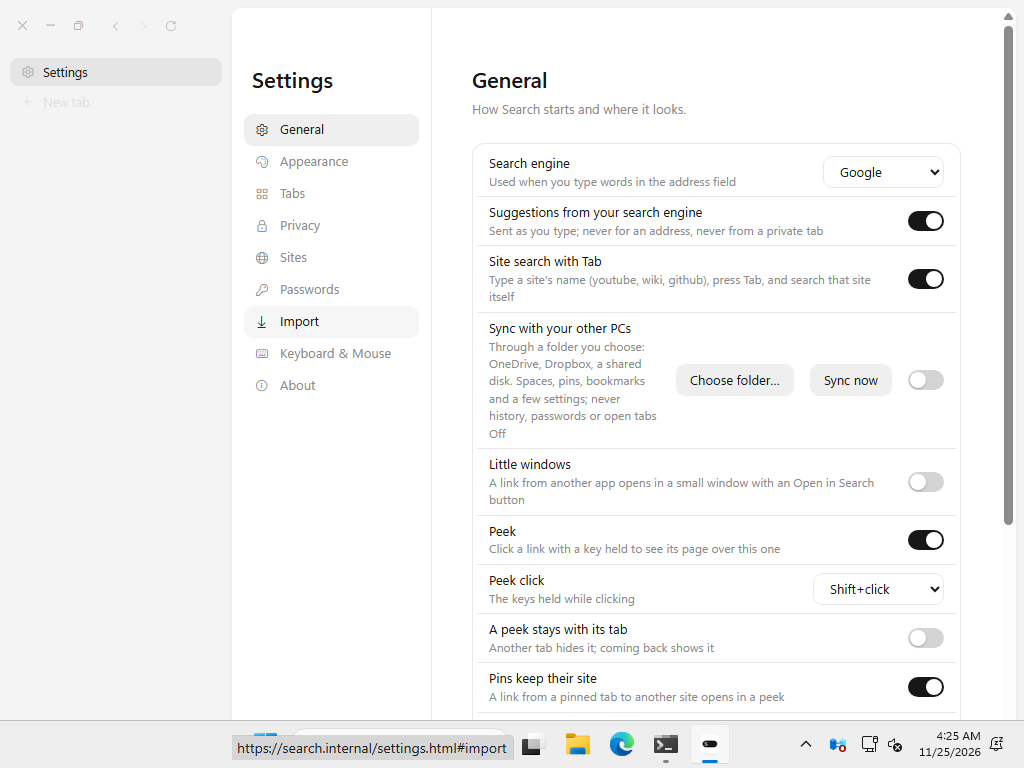 Settings
New tab
Settings
General
Appearance
Tabs
Privacy
Sites
Passwords
Import
Keyboard & Mouse
About
General
How Search starts and where it looks.
Search engine
Used when you type words in the address field
Google
Suggestions from your search engine
Sent as you type; never for an address, never from a private tab
Site search with Tab
Type a site's name (youtube, wiki, github), press Tab, and search that site
itself
Sync with your other PCs
Through a folder you choose:
OneDrive, Dropbox, a shared
disk. Spaces, pins, bookmarks
and a few settings; never
history, passwords or open tabs
Off
Choose folder...
Sync now
Little windows
A link from another app opens in a small window with an Open in Search
button
Peek
Click a link with a key held to see its page over this one
Peek click
The keys held while clicking
Shift+click
A peek stays with its tab
Another tab hides it; coming back shows it
Pins keep their site
A link from a pinned tab to another site opens in a peek
https://search.internal/settings.html#import
4:25 AM
11/25/2026